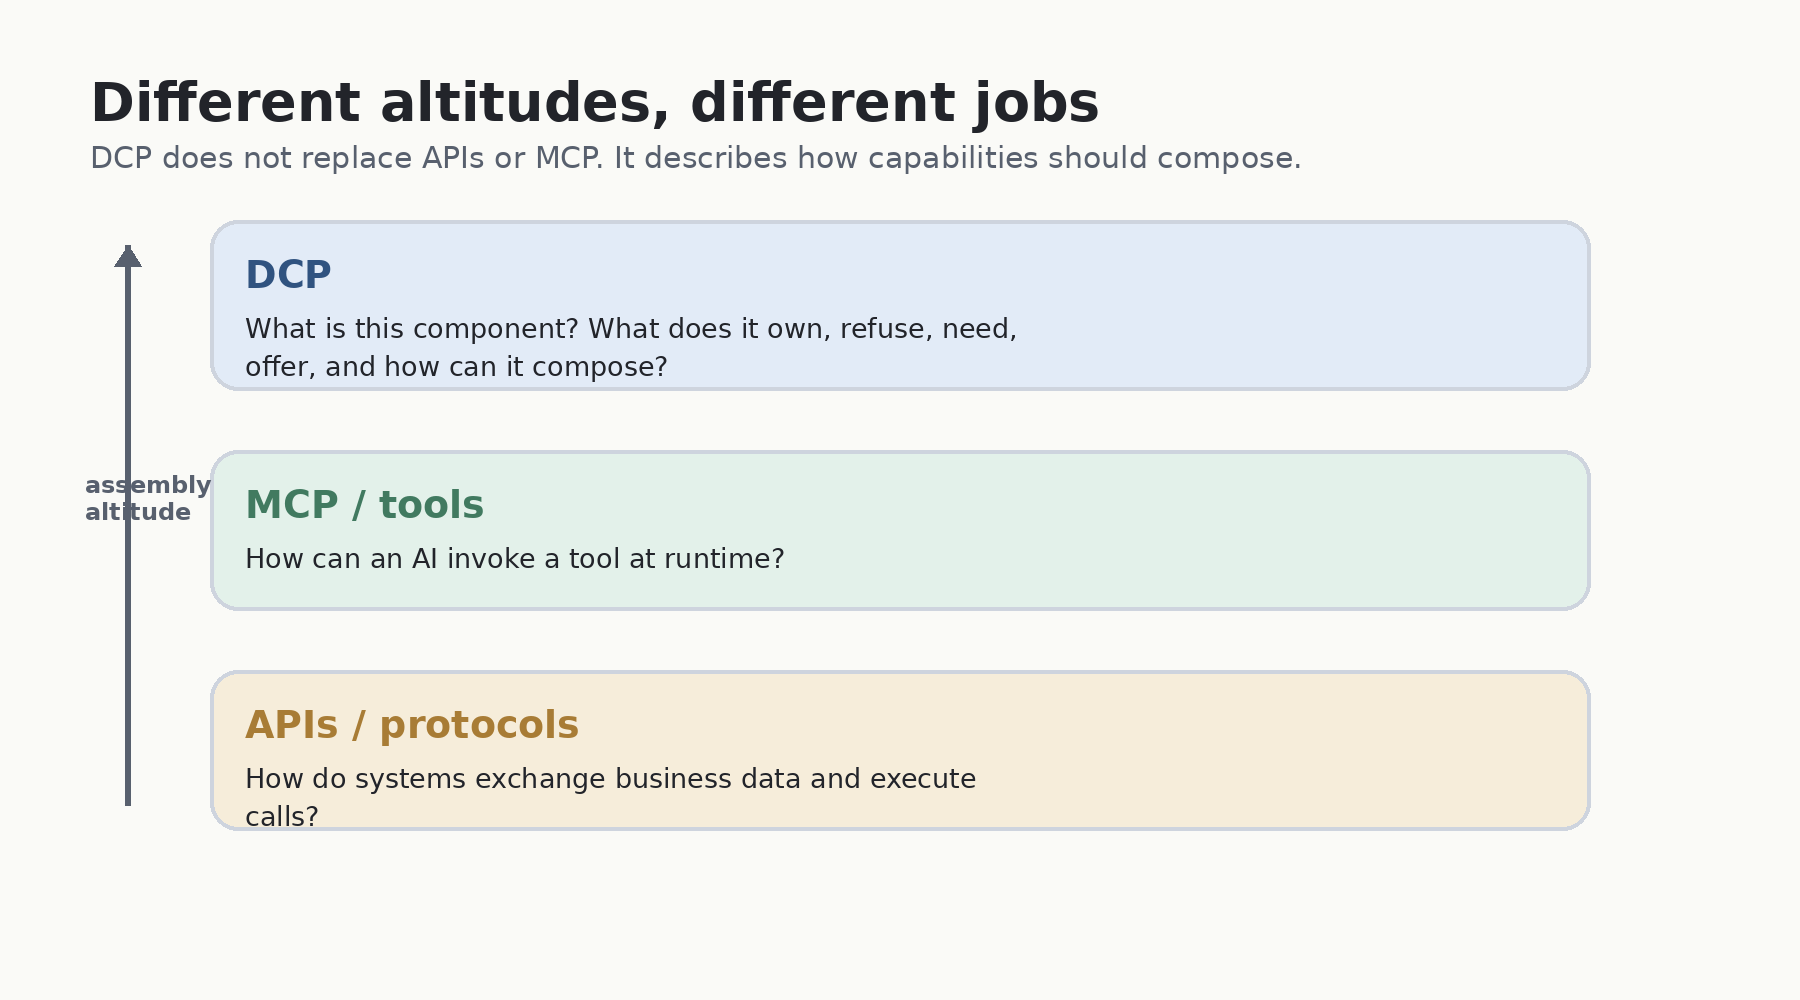 Different altitudes, different jobs
DCP does not replace APIs or MCP. It describes how capabilities should compose.
DCP
What is this component? What does it own, refuse, need,
offer, and how can it compose?
assembly
altitude
MCP / tools
How can an AI invoke a tool at runtime?
APIs / protocols
How do systems exchange business data and execute
calls?